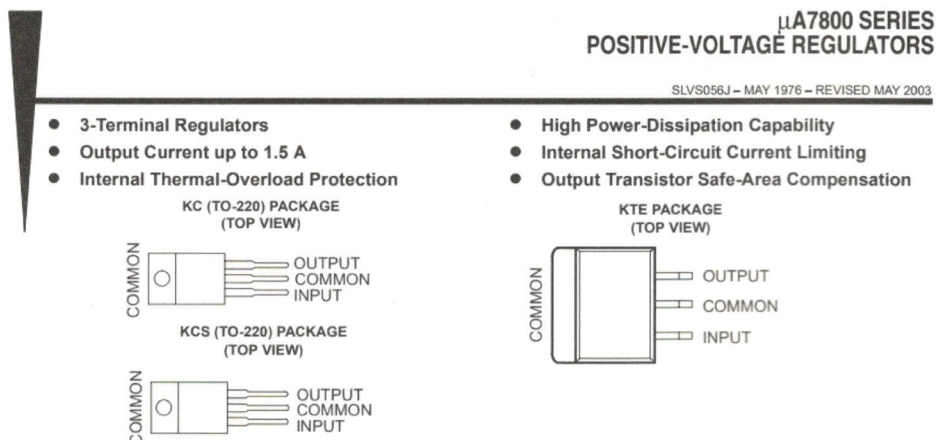 µA7800 SERIES
POSITIVE-VOLTAGE REGULATORS
SLVS056J – MAY 1976 – REVISED MAY 2003
● 3-Terminal Regulators
● Output Current up to 1.5 A
● Internal Thermal-Overload Protection
● High Power-Dissipation Capability
● Internal Short-Circuit Current Limiting
● Output Transistor Safe-Area Compensation
KC (TO-220) PACKAGE
(TOP VIEW)
COMMON
OUTPUT
COMMON
INPUT
KCS (TO-220) PACKAGE
(TOP VIEW)
COMMON
OUTPUT
COMMON
INPUT
KTE PACKAGE
(TOP VIEW)
COMMON
OUTPUT
COMMON
INPUT